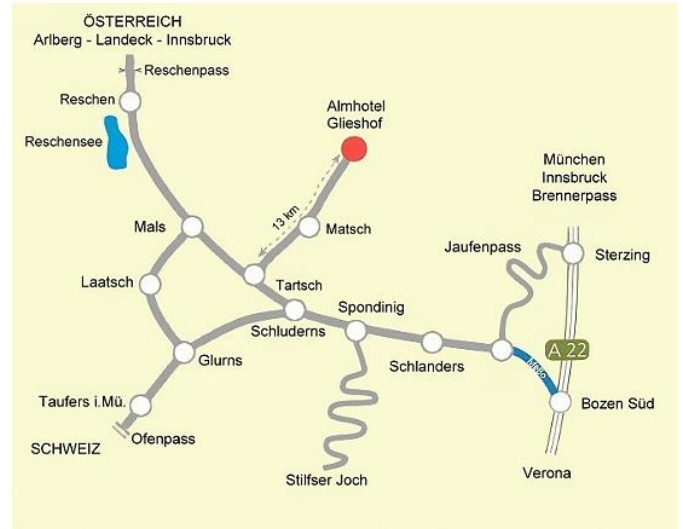 ÖSTERREICH
Arlberg - Landeck - Innsbruck
Reschenpass
Reschen
Reschensee
Almhotel
Glieshof
13 km
Matsch
Mals
Tartsch
Laatsch
Schluderns
Glurns
Taufers i.Mü.
Ofenpass
SCHWEIZ
Spondinig
Stilfser Joch
Schlanders
Jaufenpass
München
Innsbruck
Brennerpass
Sterzing
A 22
MeBo
Bozen Süd
Verona